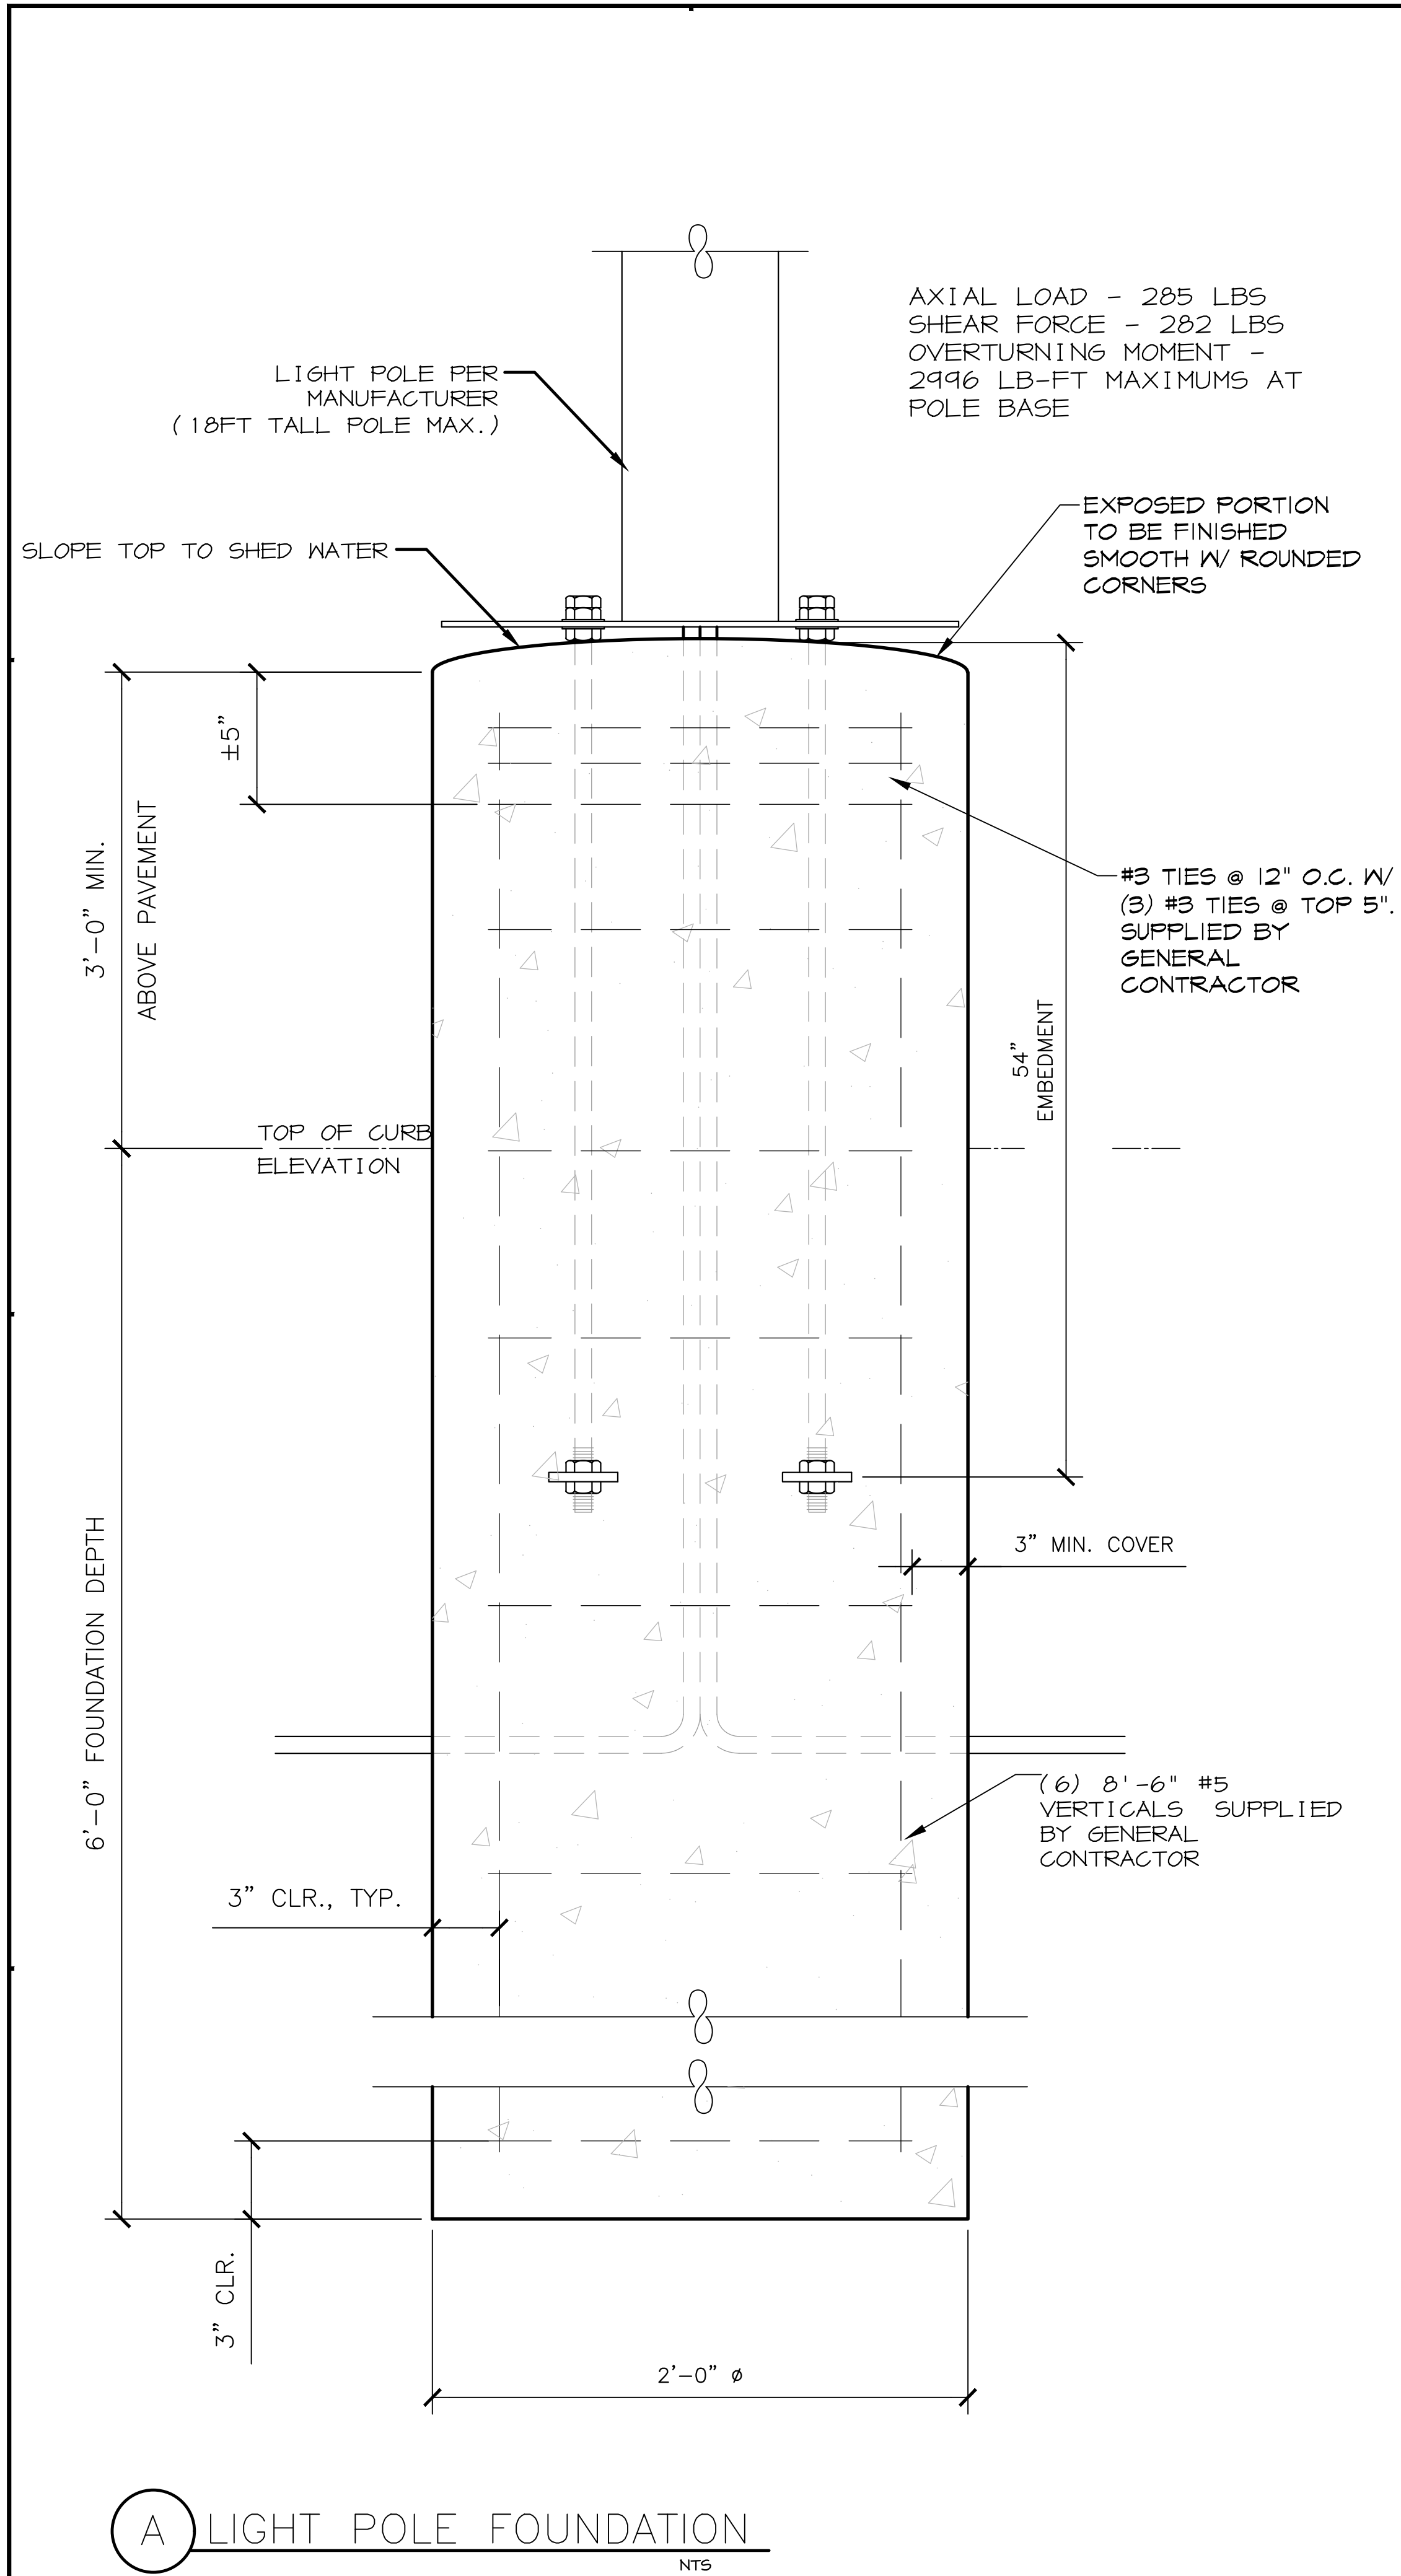 AXIAL LOAD - 285 LBS
SHEAR FORCE - 282 LBS
OVERTURNING MOMENT -
2996 LB-FT MAXIMUMS AT
POLE BASE
LIGHT POLE PER
MANUFACTURER
(18FT TALL POLE MAX.)
EXPOSED PORTION
TO BE FINISHED
SMOOTH W/ ROUNDED
CORNERS
SLOPE TOP TO SHED WATER
±5"
3'-0" MIN.
ABOVE PAVEMENT
#3 TIES @ 12" O.C. W/
(3) #3 TIES @ TOP 5".
SUPPLIED BY
GENERAL
CONTRACTOR
54"
EMBEDMENT
TOP OF CURB
ELEVATION
3" MIN. COVER
6'-0" FOUNDATION DEPTH
(6) 8'-6" #5
VERTICALS SUPPLIED
BY GENERAL
CONTRACTOR
3" CLR., TYP.
3" CLR.
2'-0" ø
A LIGHT POLE FOUNDATION
NTS